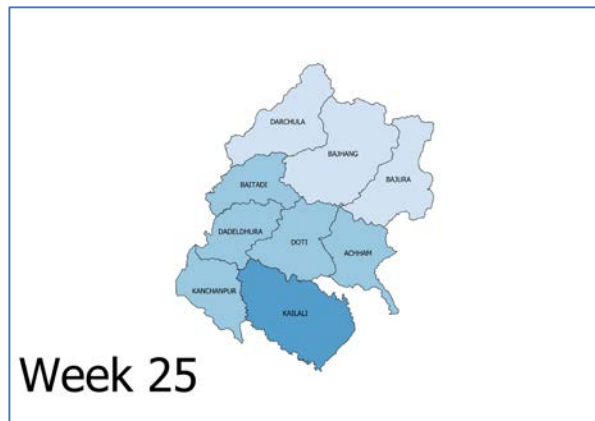 DARCHULA
BAJHANG
BAJURA
BAITADI
DADELDHURA
DOTI
ACHHAM
KANCHANPUR
KAILALI
Week 25